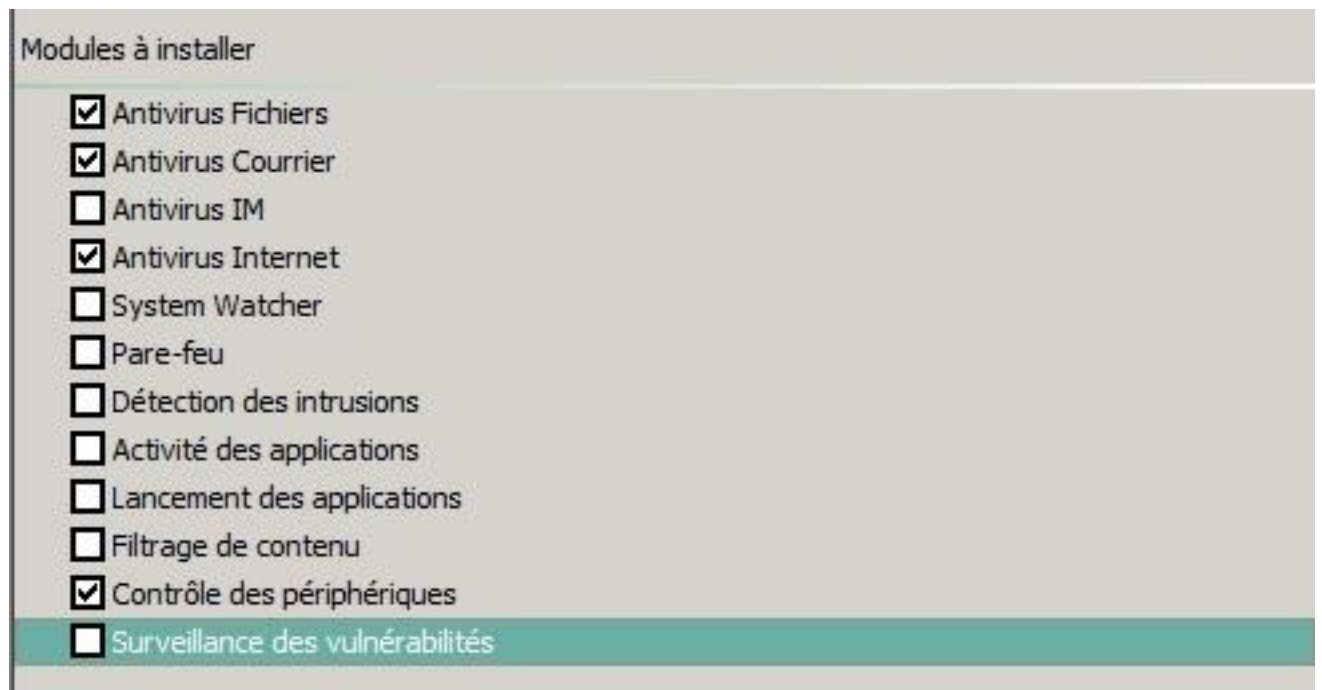 Modules à installer
Antivirus Fichiers
Antivirus Courrier
Antivirus IM
Antivirus Internet
System Watcher
Pare-feu
Détection des intrusions
Activité des applications
Lancement des applications
Filtrage de contenu
Contrôle des périphériques
Surveillance des vulnérabilités